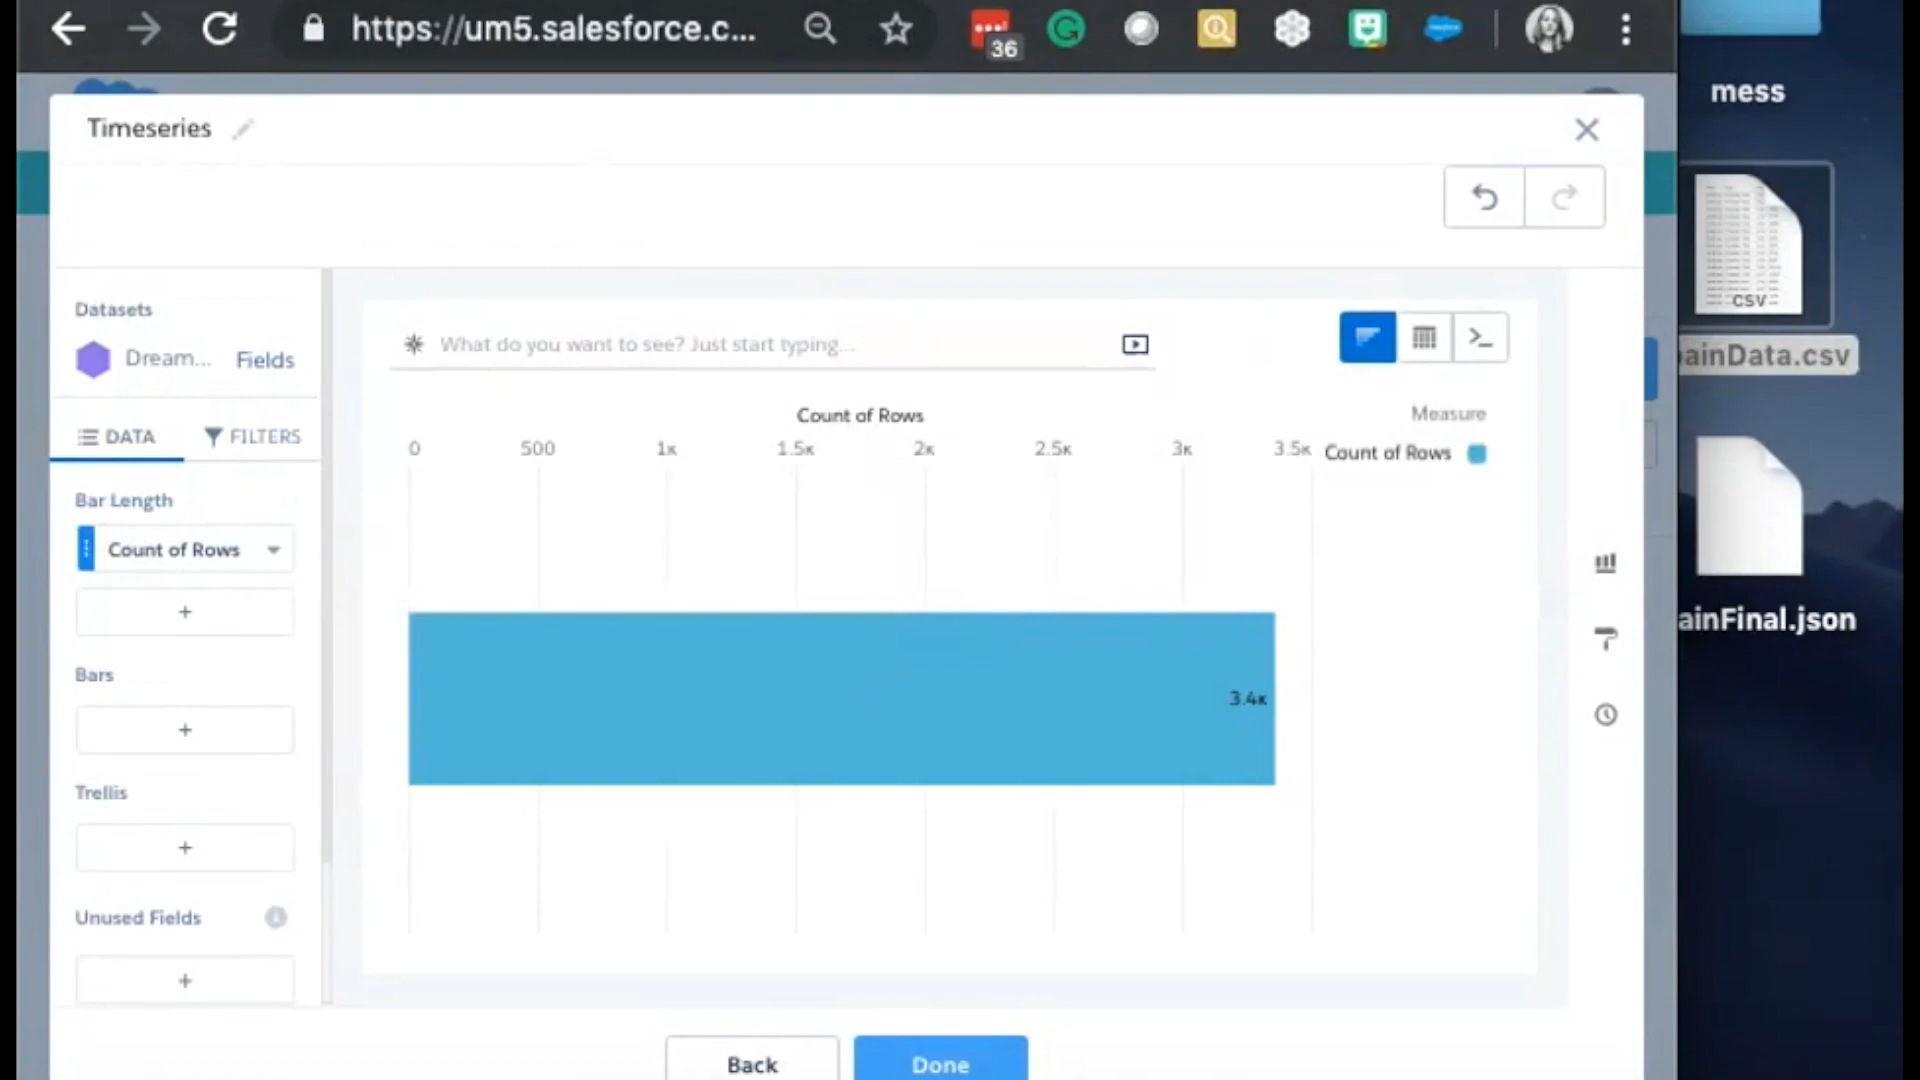 https://um5.salesforce.c...
36
mess
Timeseries
CSV
ainData.csv
Datasets
Dream... Fields
What do you want to see? Just start typing...
DATA FILTERS
Count of Rows
Measure
0 500 1K 1.5K 2K 2.5K 3K 3.5K
Count of Rows
Bar Length
Count of Rows
+
ainFinal.json
Bars
+
3.4K
Trellis
+
Unused Fields
+
Back Done